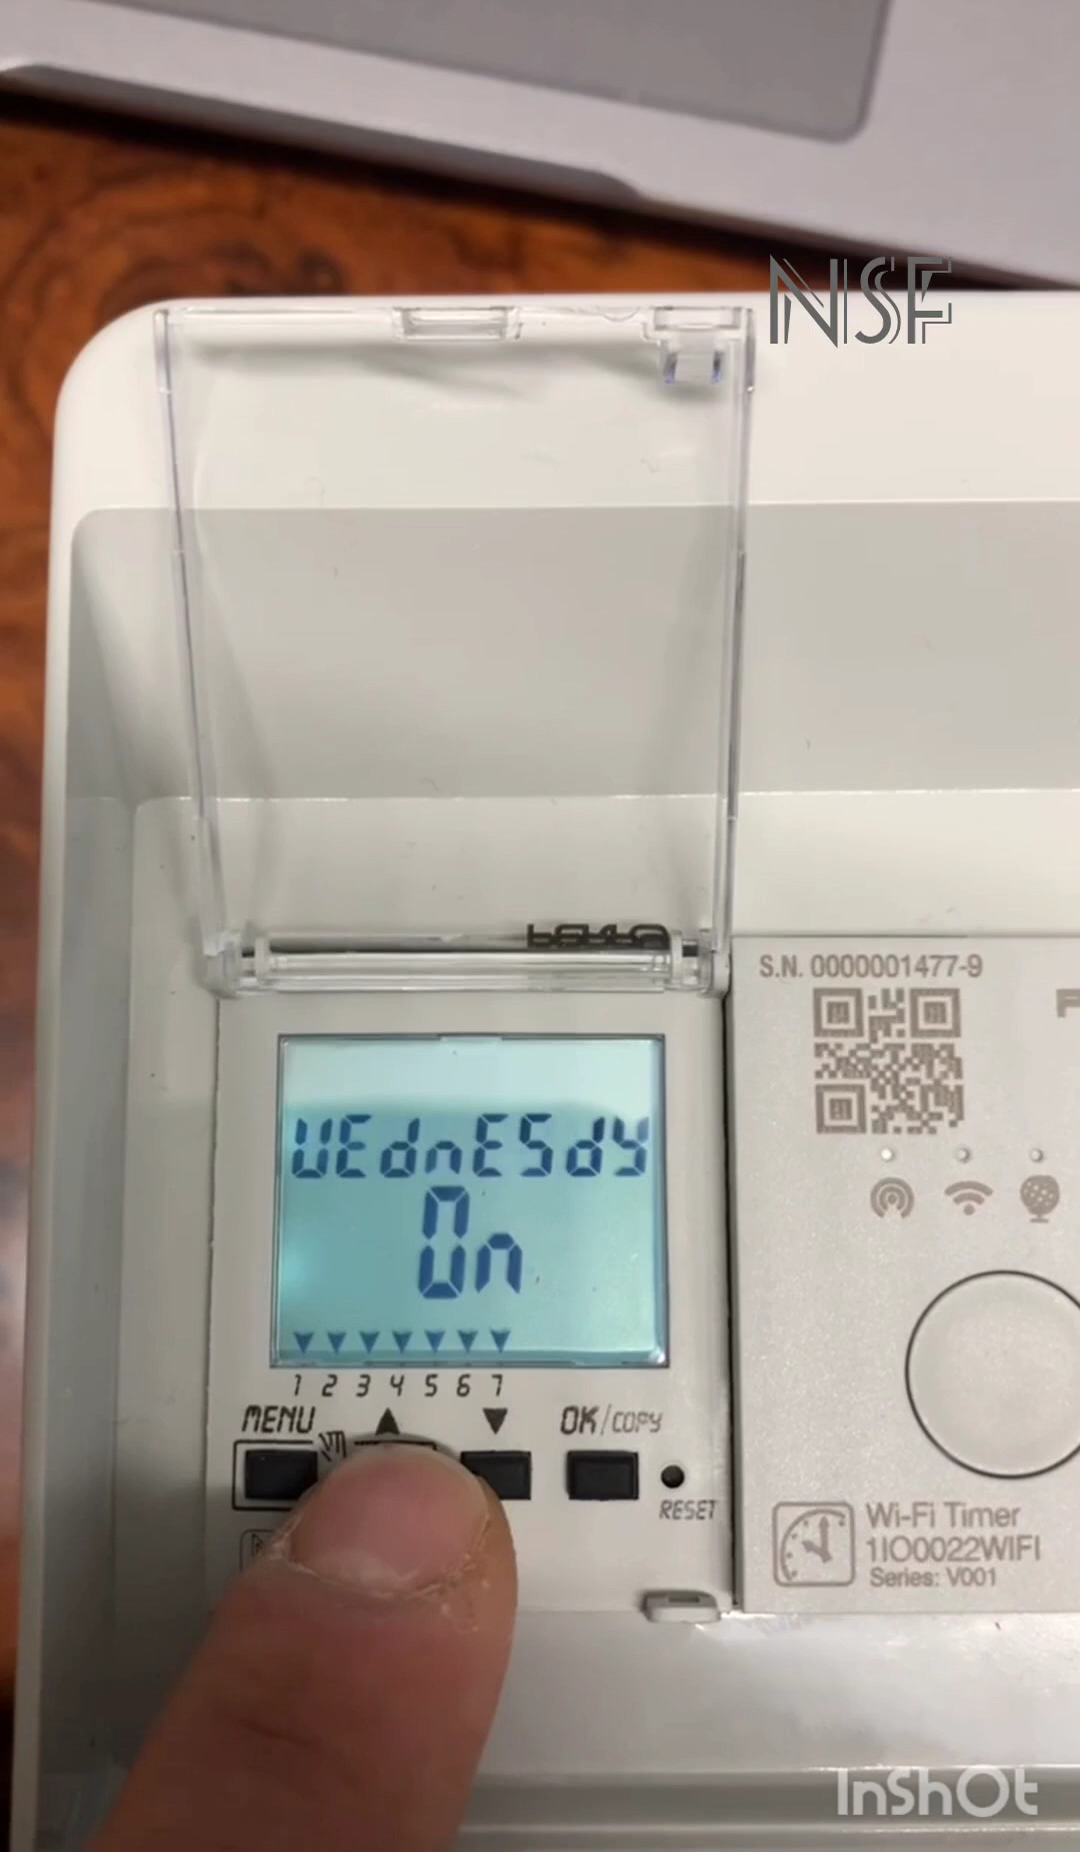 NSF
S.N. 0000001477-9
WEdnESdY
On
1 2 3 4 5 6 7
MENU
OK/COPY
RESET
Wi-Fi Timer
1IO0022WIFI
Series: V001
InShOt